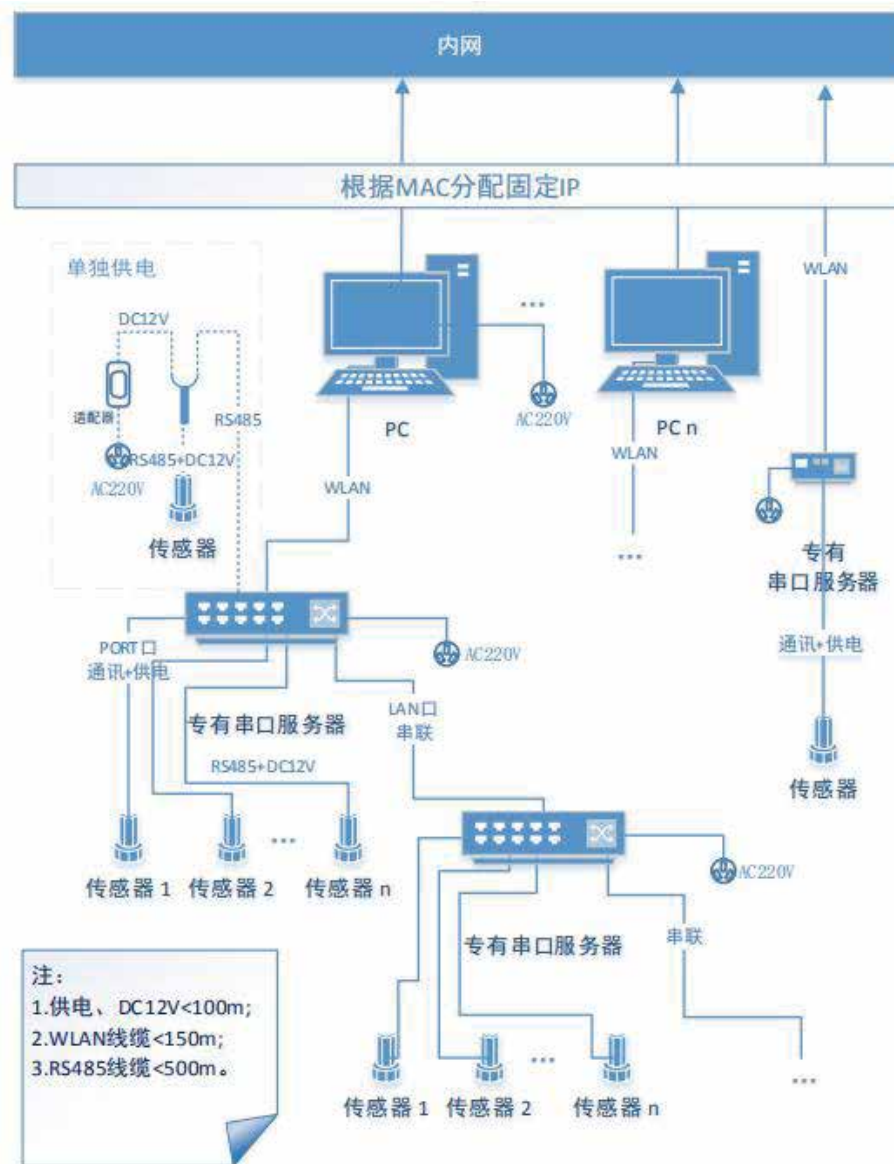 内网
根据MAC分配固定IP
单独供电
DC12V
适配器
RS485
RS485+DC12V
AC220V
传感器
...
AC220V
PC
WLAN
PC n
WLAN
...
WLAN
专有
串口服务器
通讯+供电
传感器
PORT口
通讯+供电
AC220V
专有串口服务器
LAN口
串联
RS485+DC12V
...
传感器 1
传感器 2
传感器 n
AC220V
专有串口服务器
串联
...
传感器 1
传感器 2
传感器 n
...
注：
1.供电、DC12V<100m;
2.WLAN线缆<150m;
3.RS485线缆<500m。